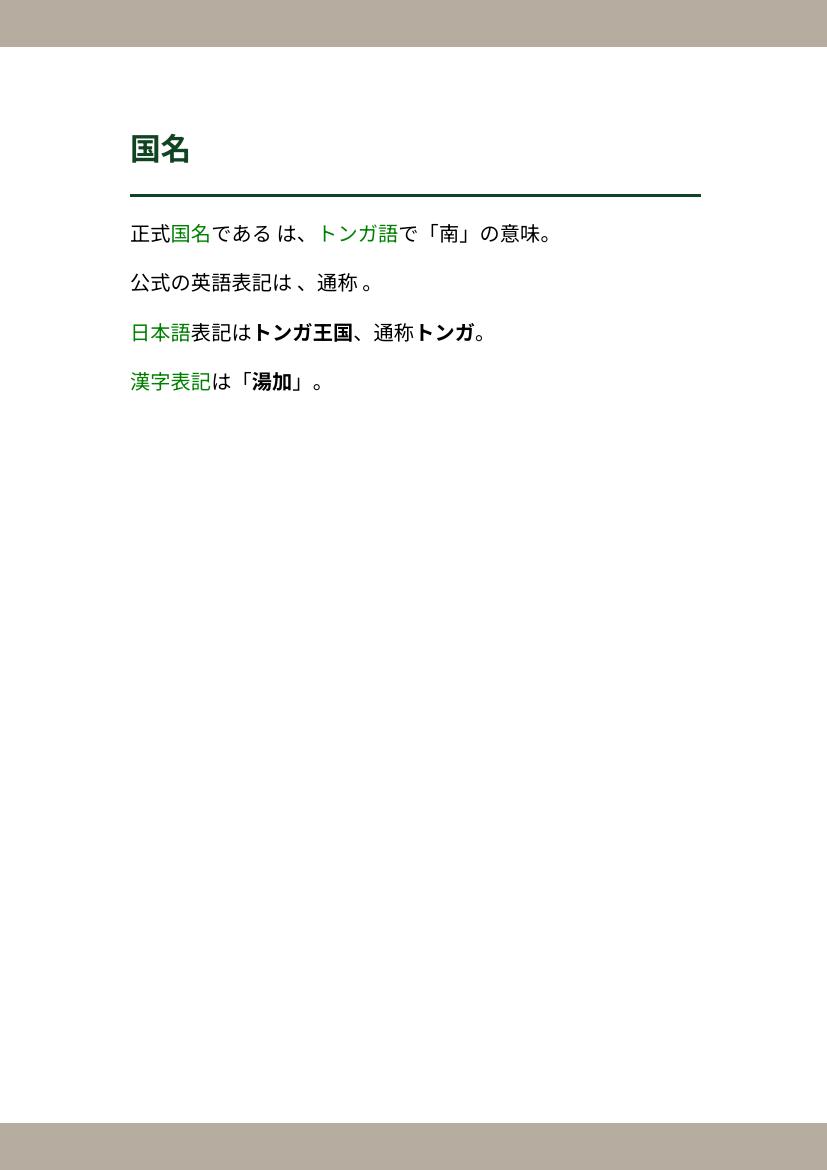 国名
正式国名である は、トンガ語で「南」の意味。
公式の英語表記は 、通称 。
日本語表記はトンガ王国、通称トンガ。
漢字表記は「湯加」。